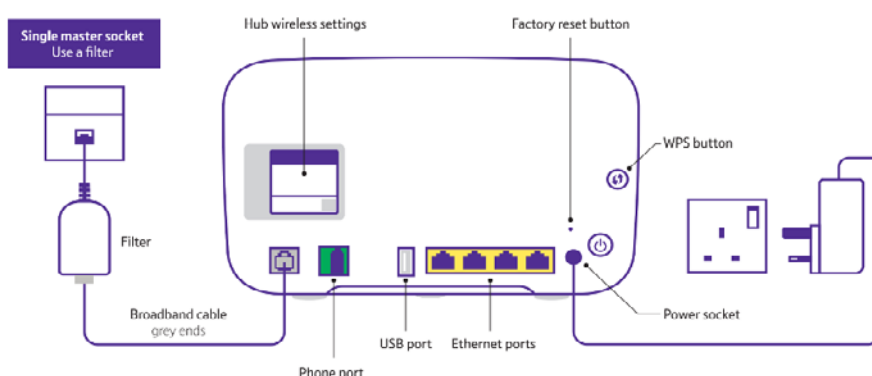 Hub wireless settings
Factory reset button
Single master socket
Use a filter
WPS button
Filter
Broadband cable
grey ends
Power socket
USB port
Ethernet ports
Phone port